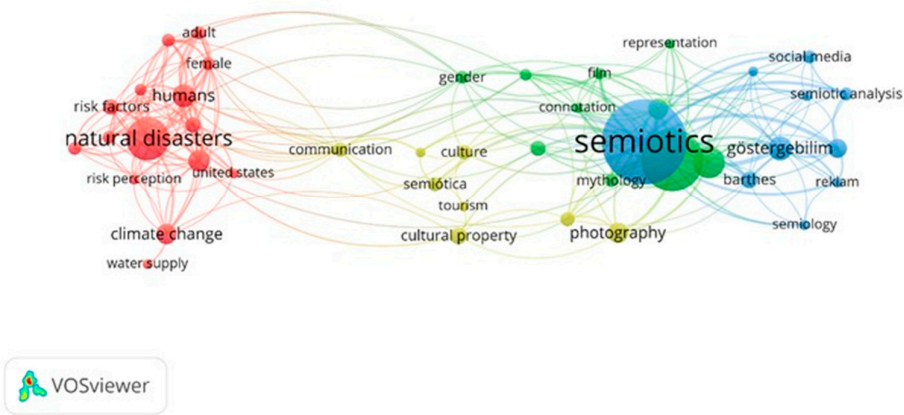 adult
representation
female
social media
gender
film
humans
semiotic analysis
risk factors
connotation
natural disasters
semiotics
communication
culture
göstergebilim
united states
risk perception
semiótica
mythology
barthes
reklam
tourism
semiology
climate change
cultural property
photography
water supply
VOSviewer